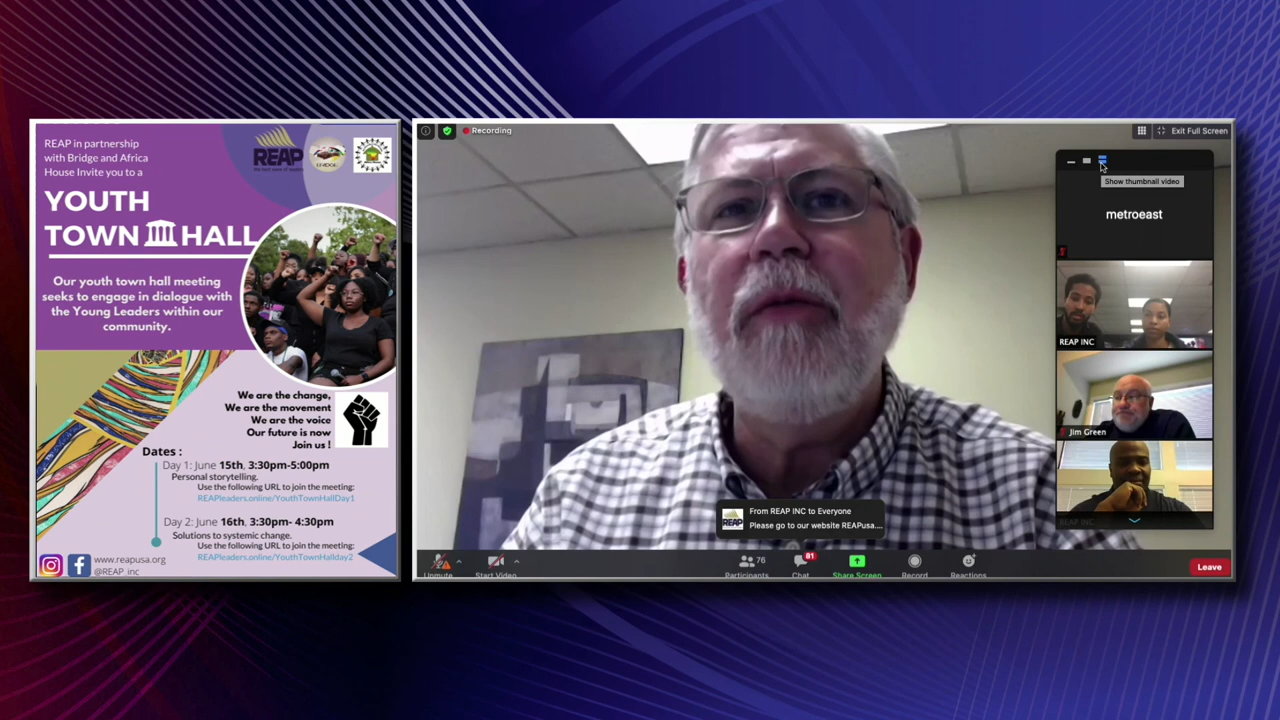 REAP in partnership
with Bridge and Africa
House Invite you to a
REAP
YOUTH
TOWN HALL
Our youth town hall meeting
seeks to engage in dialogue with
the Young Leaders within our
community.
We are the change,
We are the movement
We are the voice
Our future is now
Join us !
Dates :
Day 1: June 15th, 3:30pm-5:00pm
Personal storytelling.
Use the following URL to join the meeting:
REAPleaders.online/YouthTownHallDay1
Day 2: June 16th, 3:30pm- 4:30pm
Solutions to systemic change.
Use the following URL to join the meeting:
REAPleaders.online/YouthTownHallday2
www.reapusa.org
@REAP_inc
Recording
Exit Full Screen
Show thumbnail video
metroeast
REAP INC
Jim Green
REAP INC
REAP
From REAP INC to Everyone
Please go to our website REAPusa....
Unmute
Start Video
76
Participants
81
Chat
Share Screen
Record
Reactions
Leave